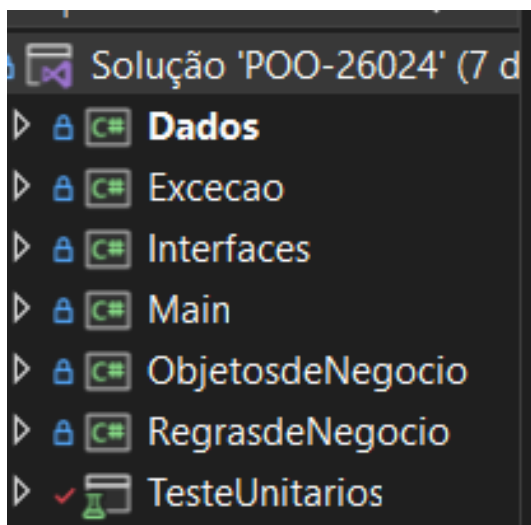 Solução 'POO-26024' (7 d
C# Dados
C# Excecao
C# Interfaces
C# Main
C# ObjetosdeNegocio
C# RegrasdeNegocio
TesteUnitarios